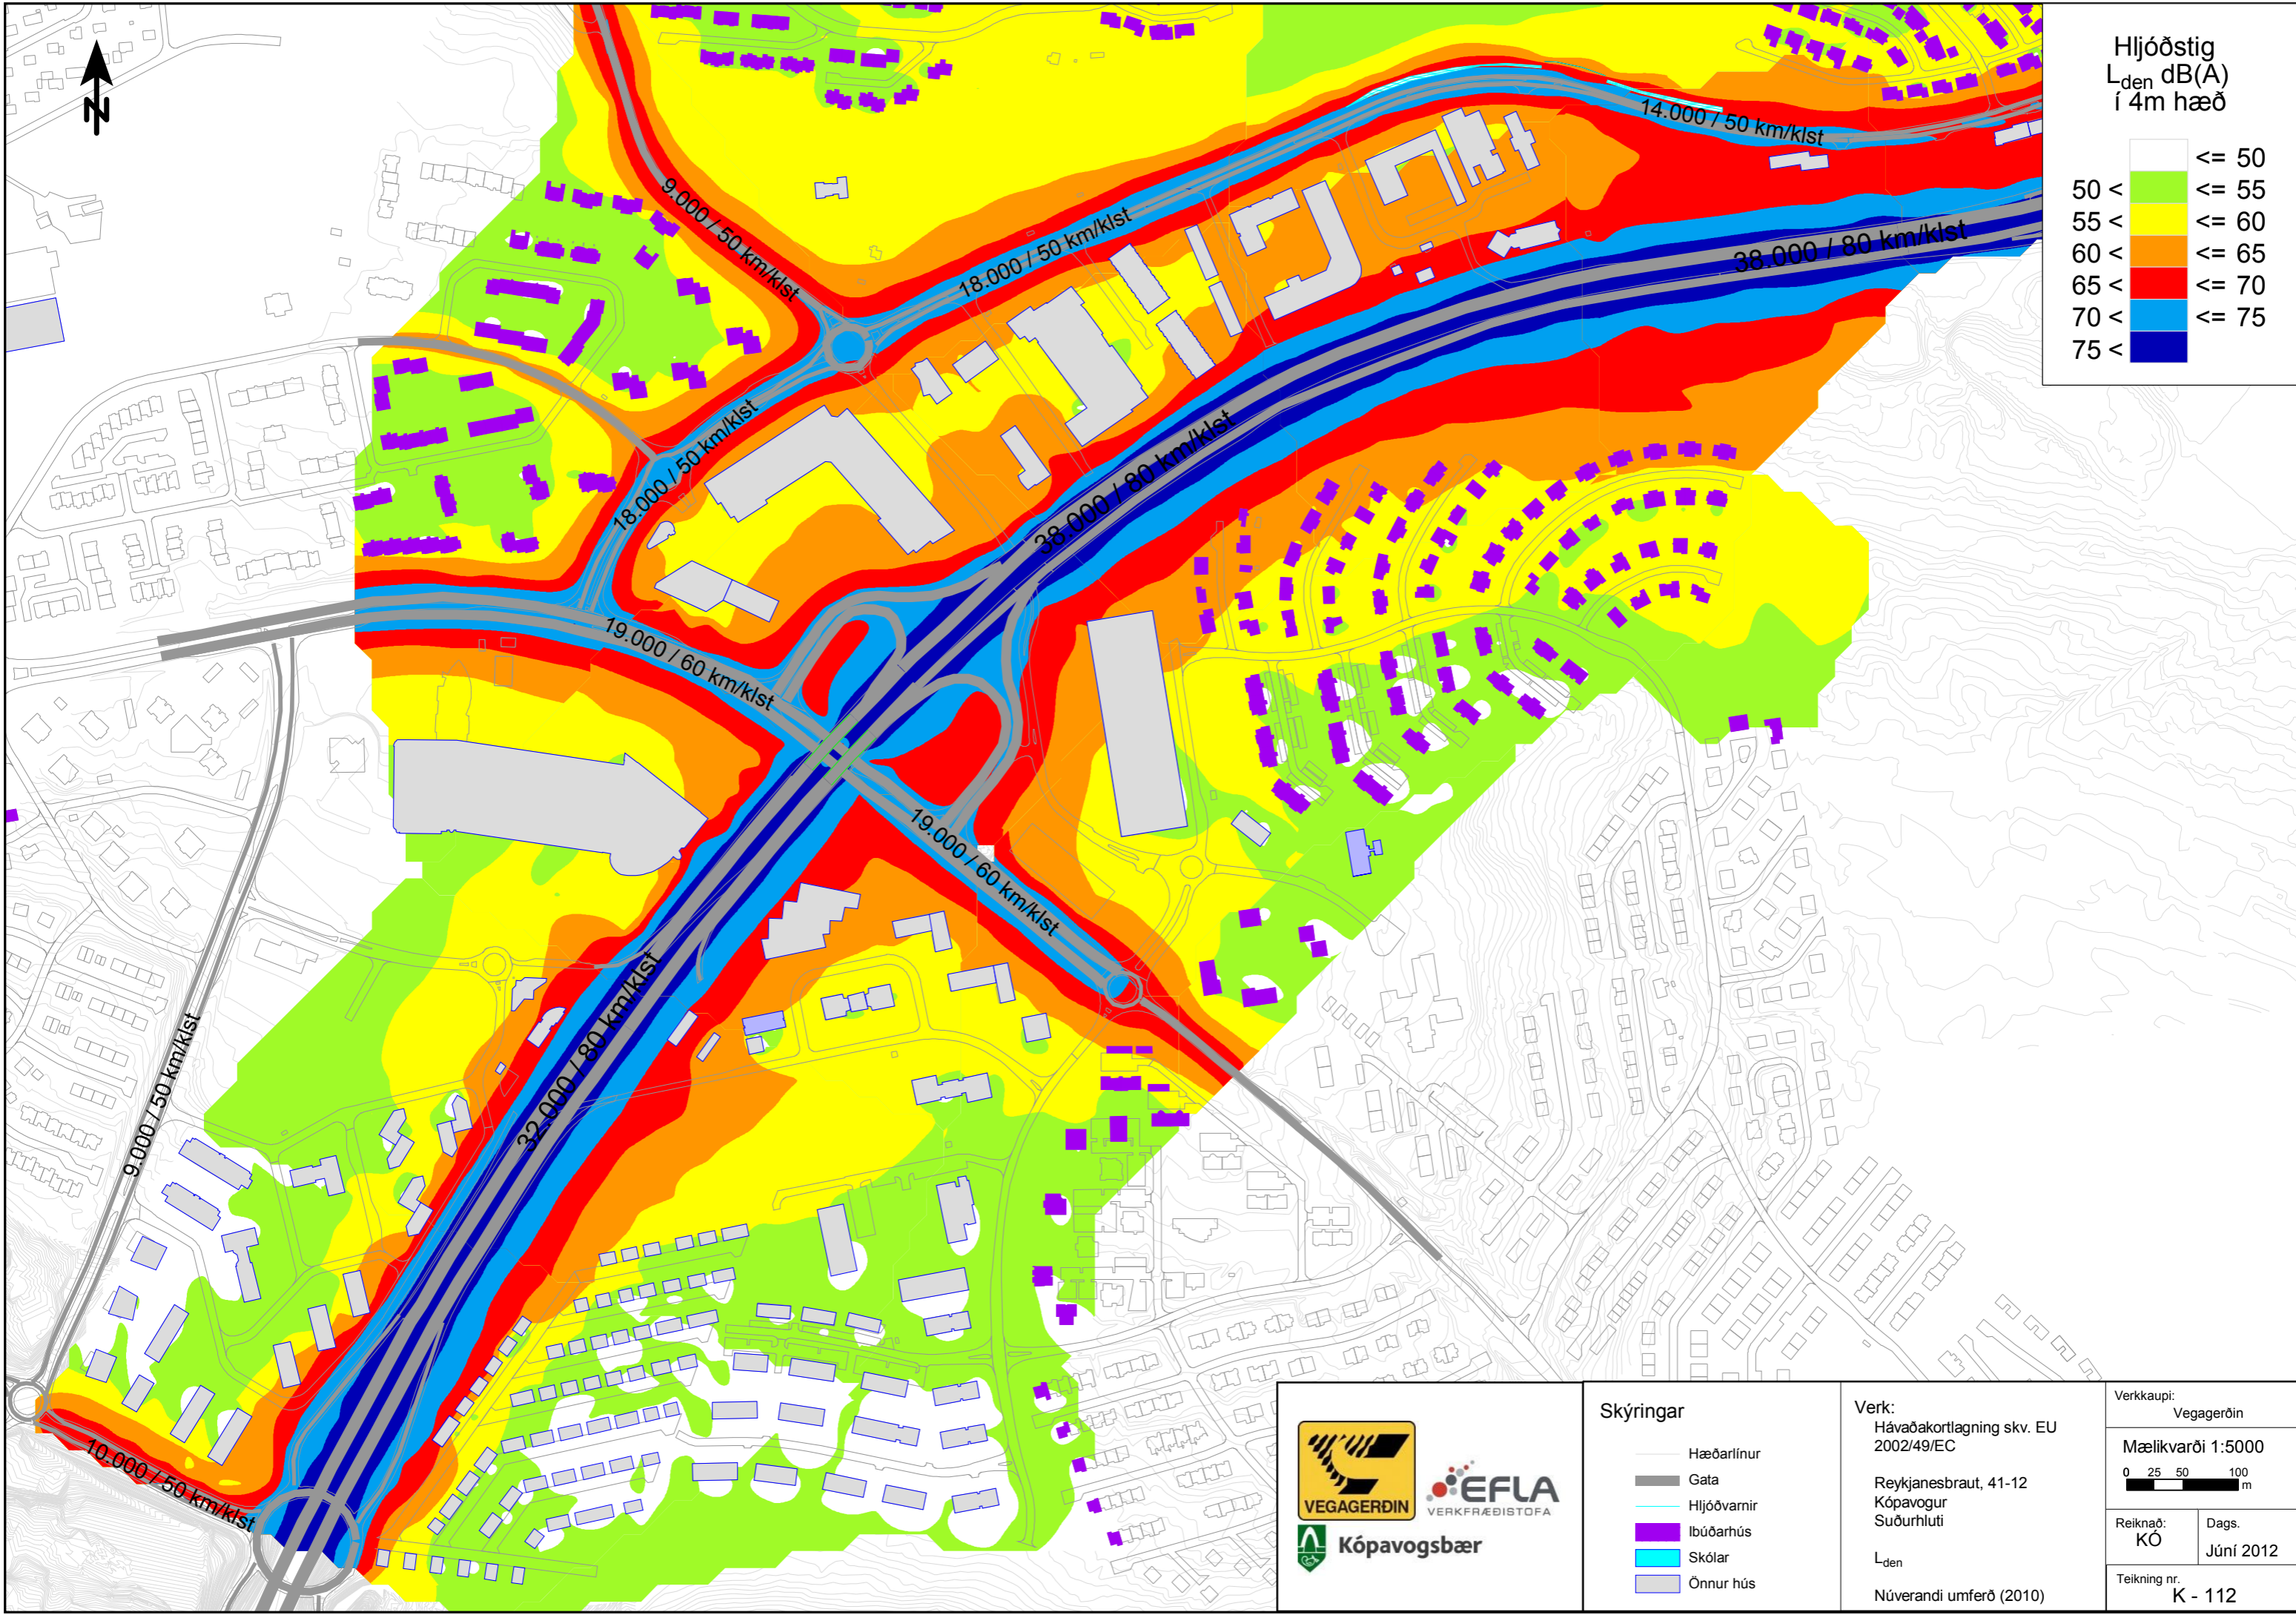 N
9.000 / 50 km/klst
18.000 / 50 km/klst
14.000 / 50 km/klst
38.000 / 80 km/klst
18.000 / 50 km/klst
38.000 / 80 km/klst
19.000 / 60 km/klst
19.000 / 60 km/klst
32.000 / 80 km/klst
9.000 / 50 km/klst
10.000 / 50 km/klst
Hljóðstig
Lden dB(A)
í 4m hæð
<= 50
50 < <= 55
55 < <= 60
60 < <= 65
65 < <= 70
70 < <= 75
75 <
VEGAGERÐIN
EFLA
VERKFRÆÐISTOFA
Kópavogsbær
Skýringar
Hæðarlínur
Gata
Hljóðvarnir
Íbúðarhús
Skólar
Önnur hús
Verk:
Hávaðakortlagning skv. EU
2002/49/EC
Reykjanesbraut, 41-12
Kópavogur
Suðurhluti
Lden
Núverandi umferð (2010)
Verkkaupi:
Vegagerðin
Mælikvarði 1:5000
0 25 50 100
m
Reiknað:
KÓ
Dags.
Júní 2012
Teikning nr.
K - 112